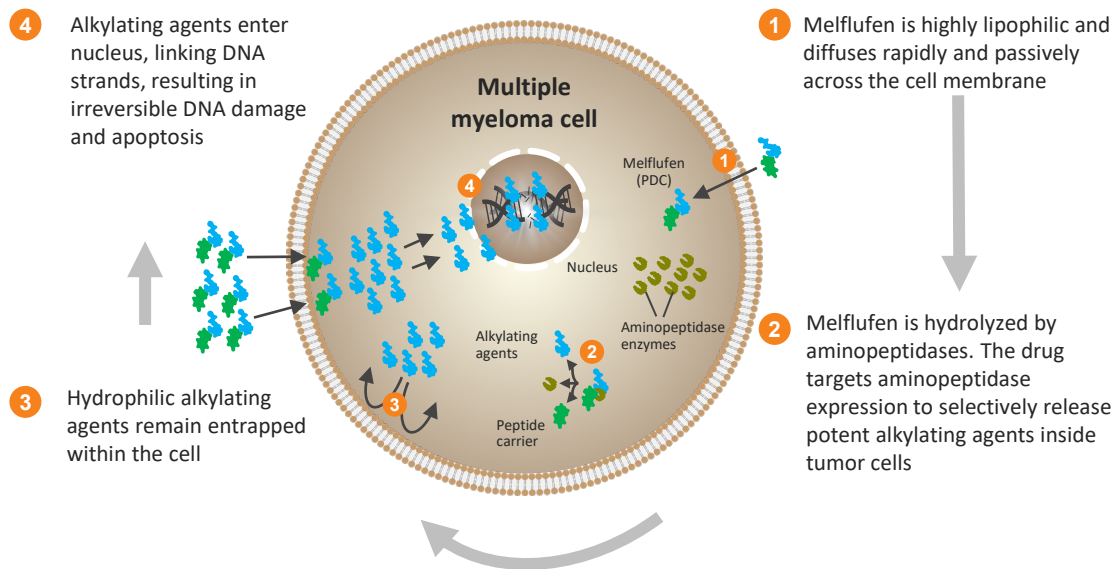 4
Alkylating agents enter
nucleus, linking DNA
strands, resulting in
irreversible DNA damage
and apoptosis
1
Melflufen is highly lipophilic and
diffuses rapidly and passively
across the cell membrane
Multiple
myeloma cell
4
Melflufen
(PDC)
1
Nucleus
Aminopeptidase
enzymes
Alkylating
agents
2
Peptide
carrier
3
2
Melflufen is hydrolyzed by
aminopeptidases. The drug
targets aminopeptidase
expression to selectively release
potent alkylating agents inside
tumor cells
3
Hydrophilic alkylating
agents remain entrapped
within the cell